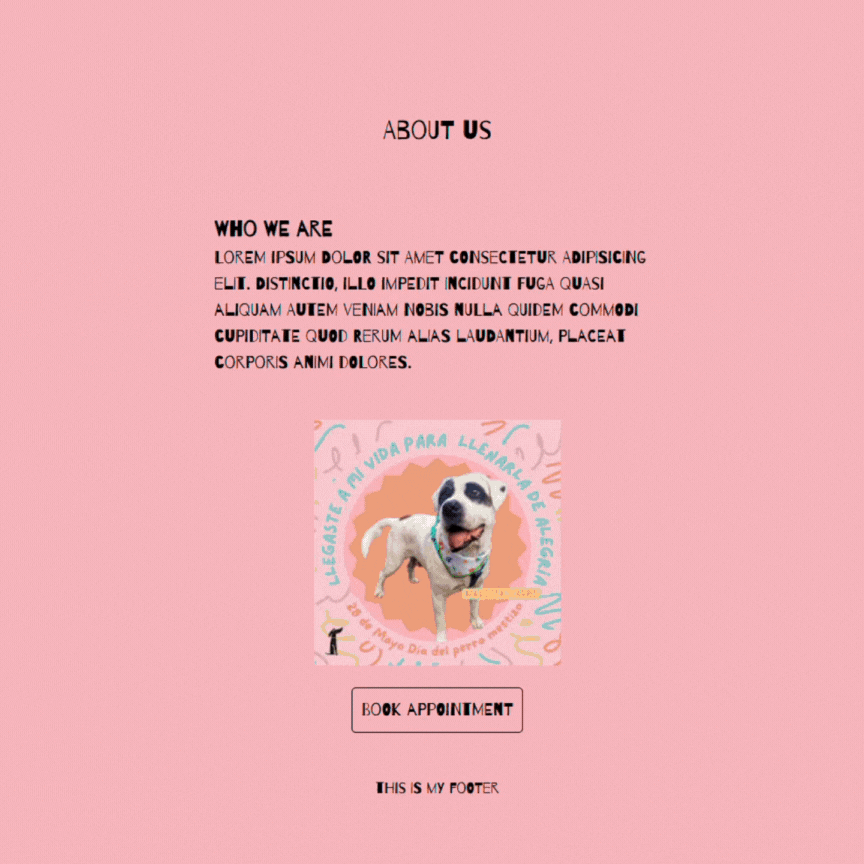 ABOUT US
WHO WE ARE
LOREM IPSUM DOLOR SIT AMET CONSECTETUR ADIPISICING
ELIT. DISTINCTIO, ILLO IMPEDIT INCIDUNT FUGA QUASI
ALIQUAM AUTEM VENIAM NOBIS NULLA QUIDEM COMMODI
CUPIDITATE QUOD RERUM ALIAS LAUDANTIUM, PLACEAT
CORPORIS ANIMI DOLORES.
LLEGASTE A MI VIDA PARA LLENARLA DE ALEGRÍA
28 de Mayo Día del perro mestizo
BOOK APPOINTMENT
THIS IS MY FOOTER